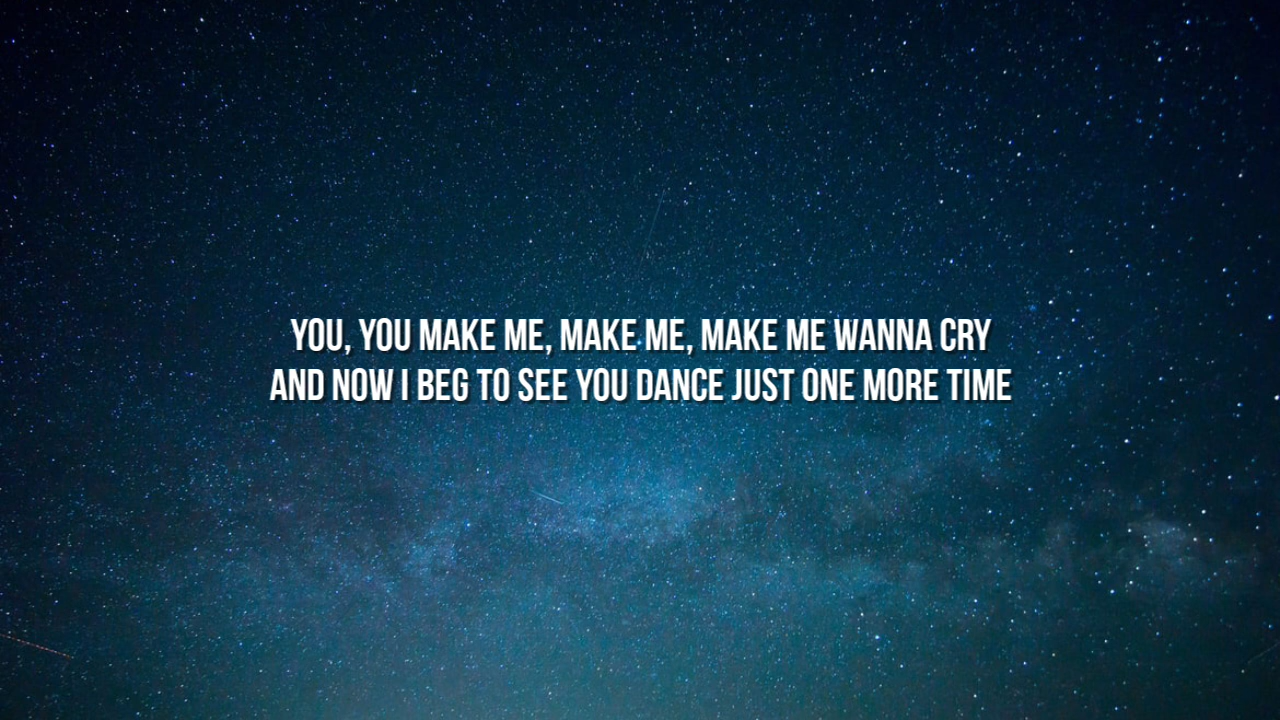 YOU, YOU MAKE ME, MAKE ME, MAKE ME WANNA CRY
AND NOW I BEG TO SEE YOU DANCE JUST ONE MORE TIME